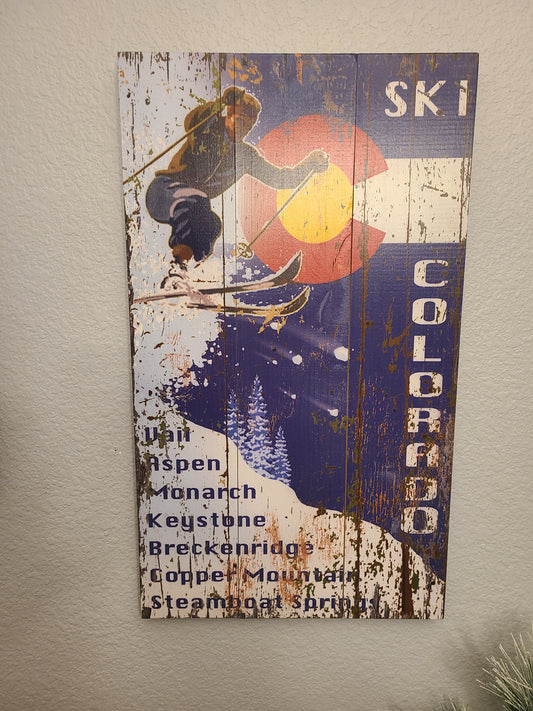 SKI
COLORADO
Vail
Aspen
Monarch
Keystone
Breckenridge
Copper Mountain
Steamboat Springs